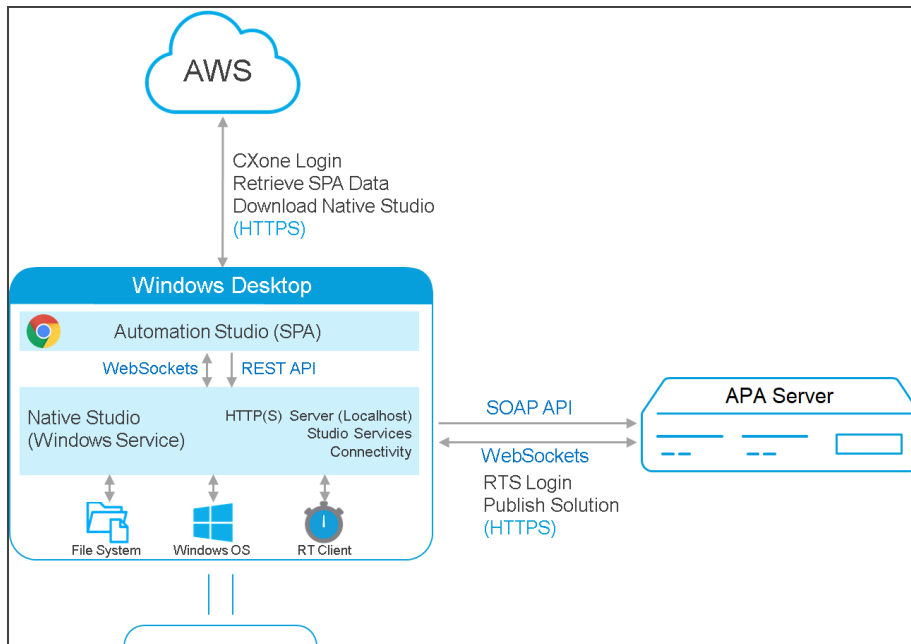 AWS
CXone Login
Retrieve SPA Data
Download Native Studio
(HTTPS)
Windows Desktop
Automation Studio (SPA)
WebSockets
REST API
Native Studio
(Windows Service)
HTTP(S) Server (Localhost)
Studio Services
Connectivity
File System
Windows OS
RT Client
SOAP API
WebSockets
RTS Login
Publish Solution
(HTTPS)
APA Server